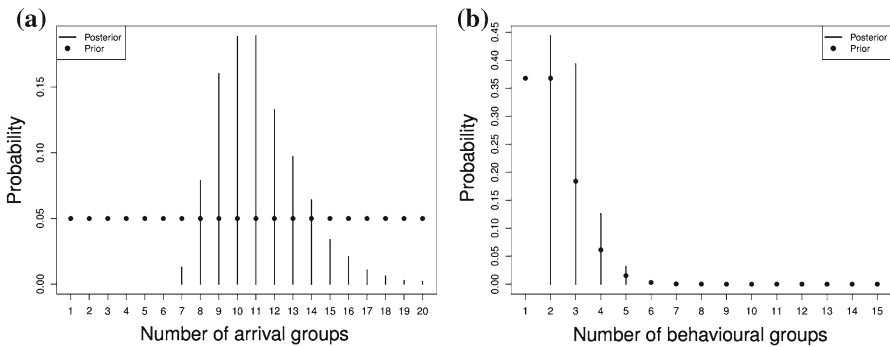 (a)
Posterior
Prior
Probability
0.15
0.10
0.05
0.00
1 2 3 4 5 6 7 8 9 10 11 12 13 14 15 16 17 18 19 20
Number of arrival groups
(b)
Posterior
Prior
Probability
0.45
0.40
0.35
0.30
0.25
0.20
0.15
0.10
0.05
0.00
1 2 3 4 5 6 7 8 9 10 11 12 13 14 15
Number of behavioural groups